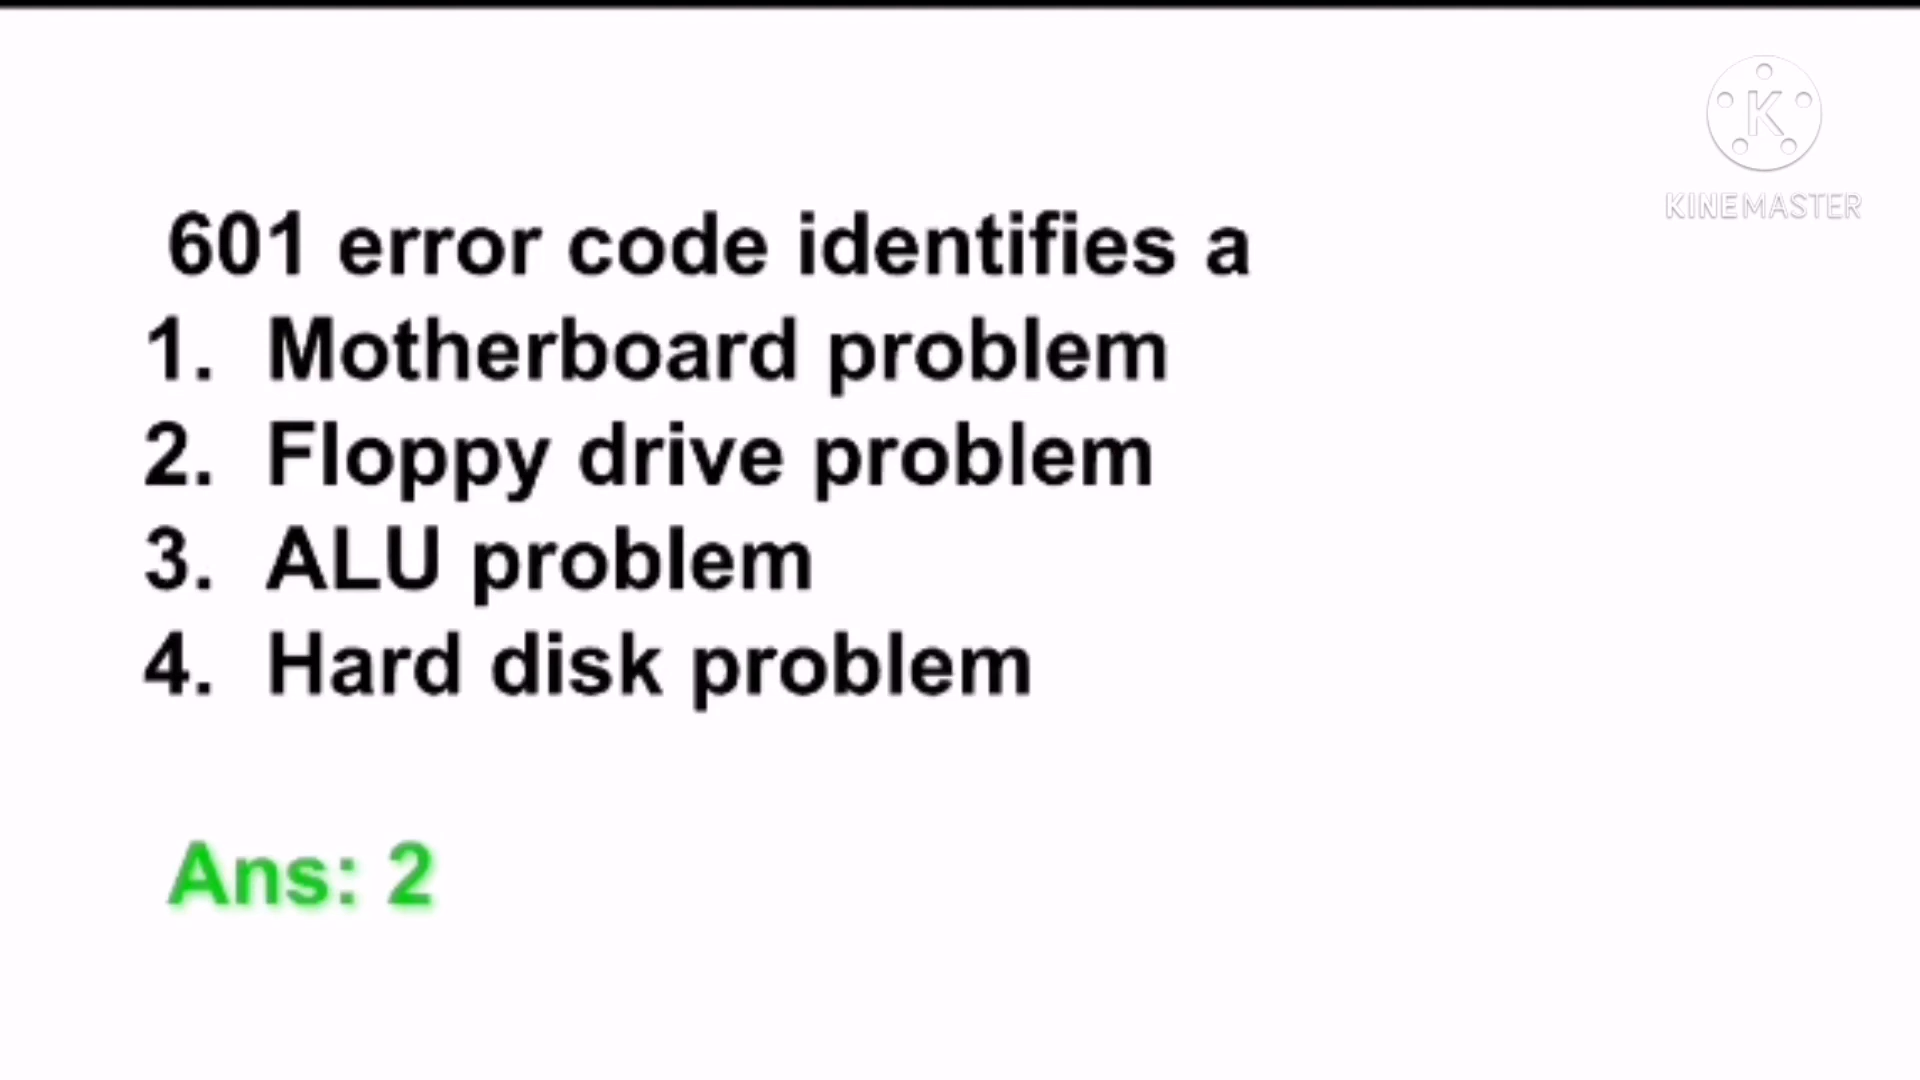 K
KINEMASTER
601 error code identifies a
1. Motherboard problem
2. Floppy drive problem
3. ALU problem
4. Hard disk problem
Ans: 2